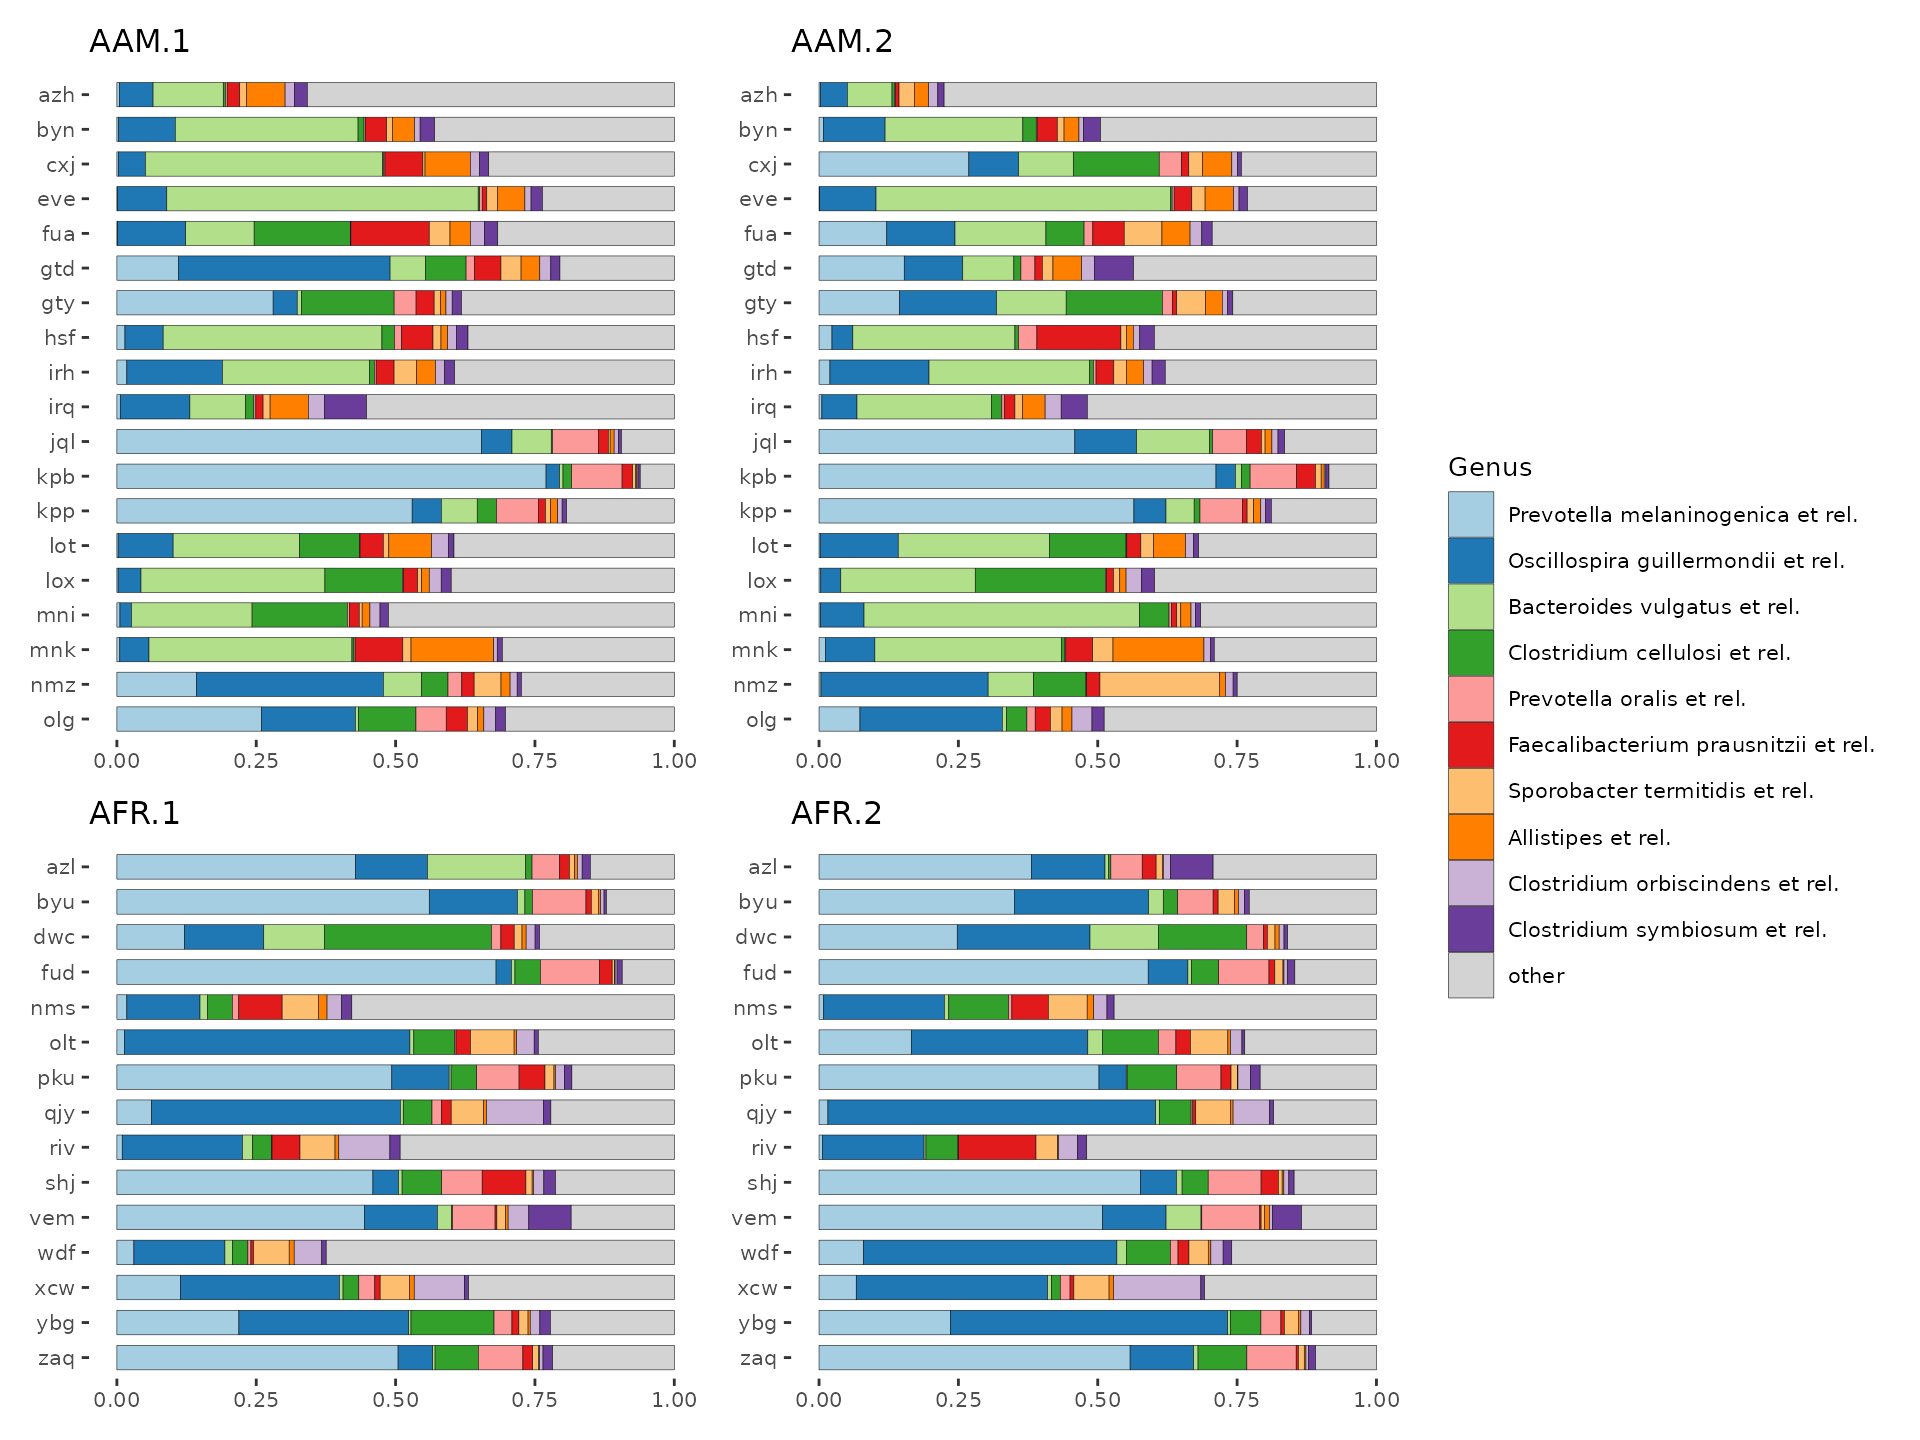 AAM.1
azh
byn
cxj
eve
fua
gtd
gty
hsf
irh
irq
jql
kpb
kpp
lot
lox
mni
mnk
nmz
olg
0.00 0.25 0.50 0.75 1.00
AAM.2
azh
byn
cxj
eve
fua
gtd
gty
hsf
irh
irq
jql
kpb
kpp
lot
lox
mni
mnk
nmz
olg
0.00 0.25 0.50 0.75 1.00
AFR.1
azl
byu
dwc
fud
nms
olt
pku
qjy
riv
shj
vem
wdf
xcw
ybg
zaq
0.00 0.25 0.50 0.75 1.00
AFR.2
azl
byu
dwc
fud
nms
olt
pku
qjy
riv
shj
vem
wdf
xcw
ybg
zaq
0.00 0.25 0.50 0.75 1.00
Genus
Prevotella melaninogenica et rel.
Oscillospira guillermondii et rel.
Bacteroides vulgatus et rel.
Clostridium cellulosi et rel.
Prevotella oralis et rel.
Faecalibacterium prausnitzii et rel.
Sporobacter termitidis et rel.
Allistipes et rel.
Clostridium orbiscindens et rel.
Clostridium symbiosum et rel.
other